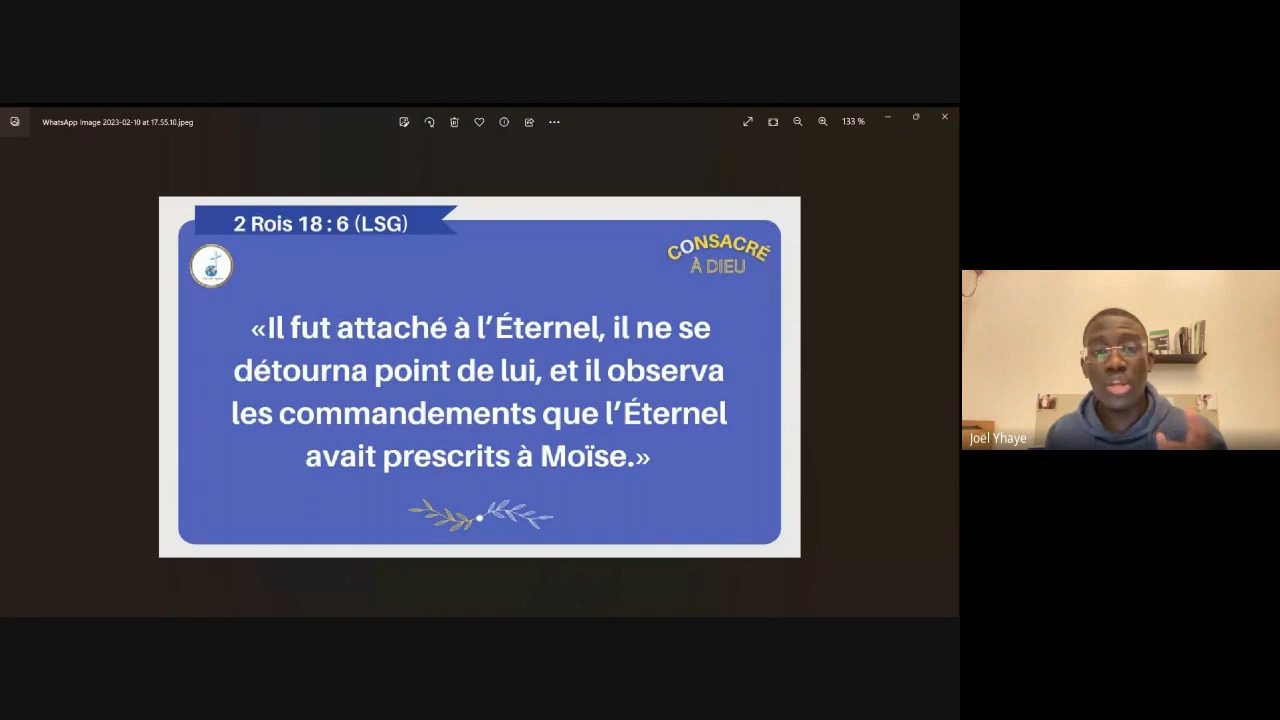 WhatsApp Image 2023-02-10 at 17.55.10.jpeg
133 %
2 Rois 18 : 6 (LSG)
CONSACRÉ
À DIEU
«Il fut attaché à l’Éternel, il ne se
détourna point de lui, et il observa
les commandements que l’Éternel
avait prescrits à Moïse.»
Joël Yhaye